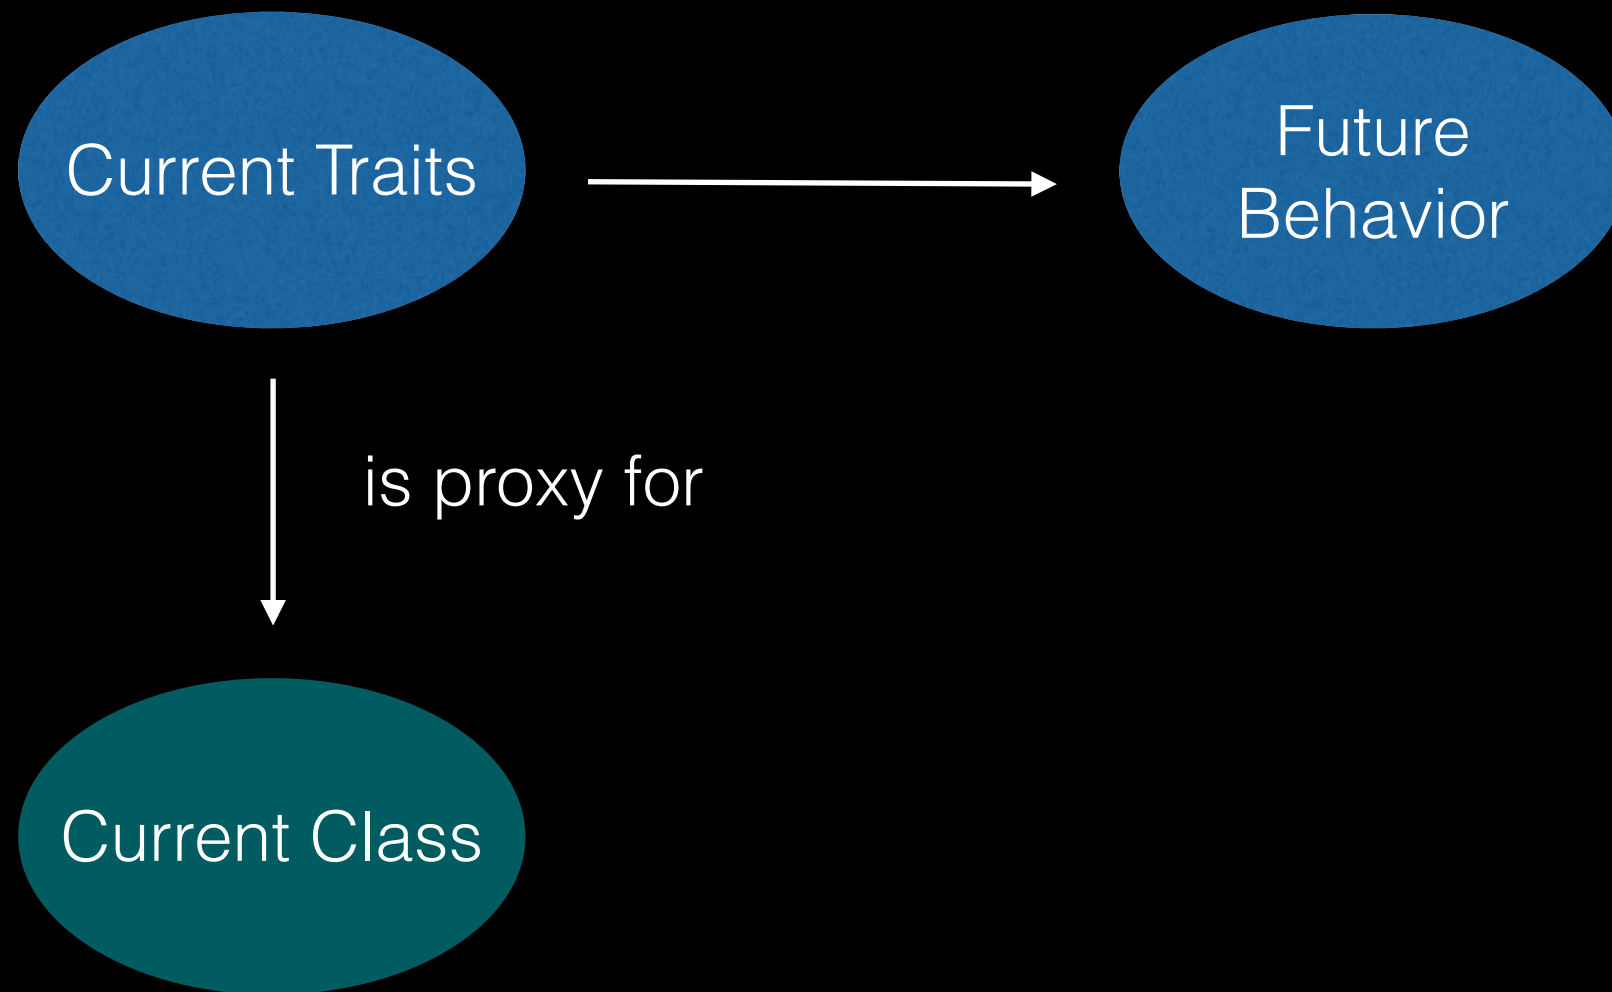 Current Traits
Future
Behavior
is proxy for
Current Class